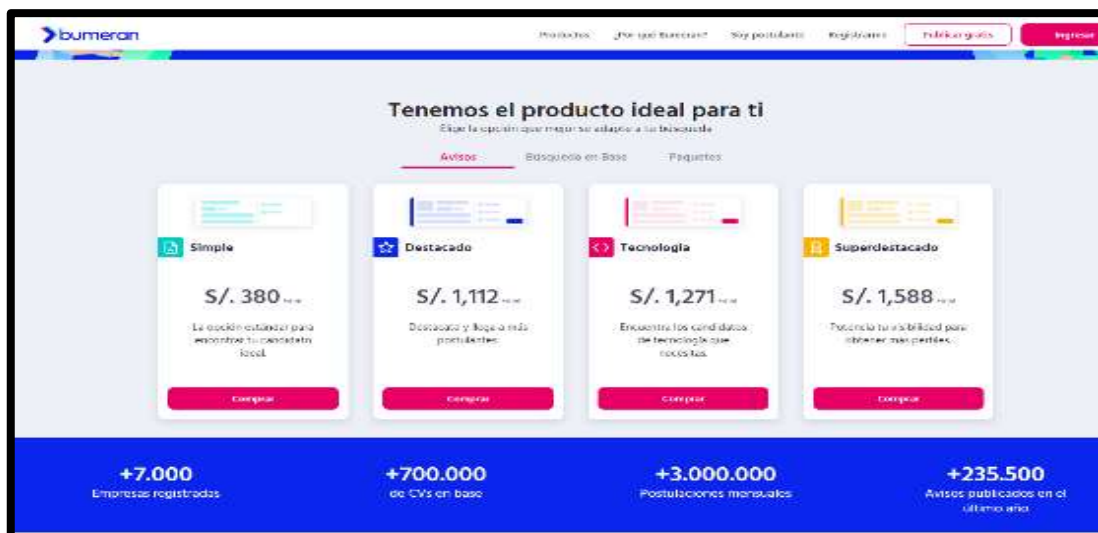 bumeran
Productos ¿Por qué Bumeran? Soy postulante Registrarme Publicar gratis Ingresar
Tenemos el producto ideal para ti
Elige la opción que mejor se adapte a tu búsqueda
Avisos Búsqueda en Base Paquetes
Simple
S/. 380
La opción estándar para
encontrar tu candidato
ideal.
Comprar
Destacado
S/. 1,112
Destacate y llega a más
postulantes.
Comprar
Tecnología
S/. 1,271
Encuentra los candidatos
de tecnología que
necesitas.
Comprar
Superdestacado
S/. 1,588
Potencia tu visibilidad para
obtener más perfiles.
Comprar
+7.000
Empresas registradas
+700.000
de CVs en base
+3.000.000
Postulaciones mensuales
+235.500
Avisos publicados en el
último año